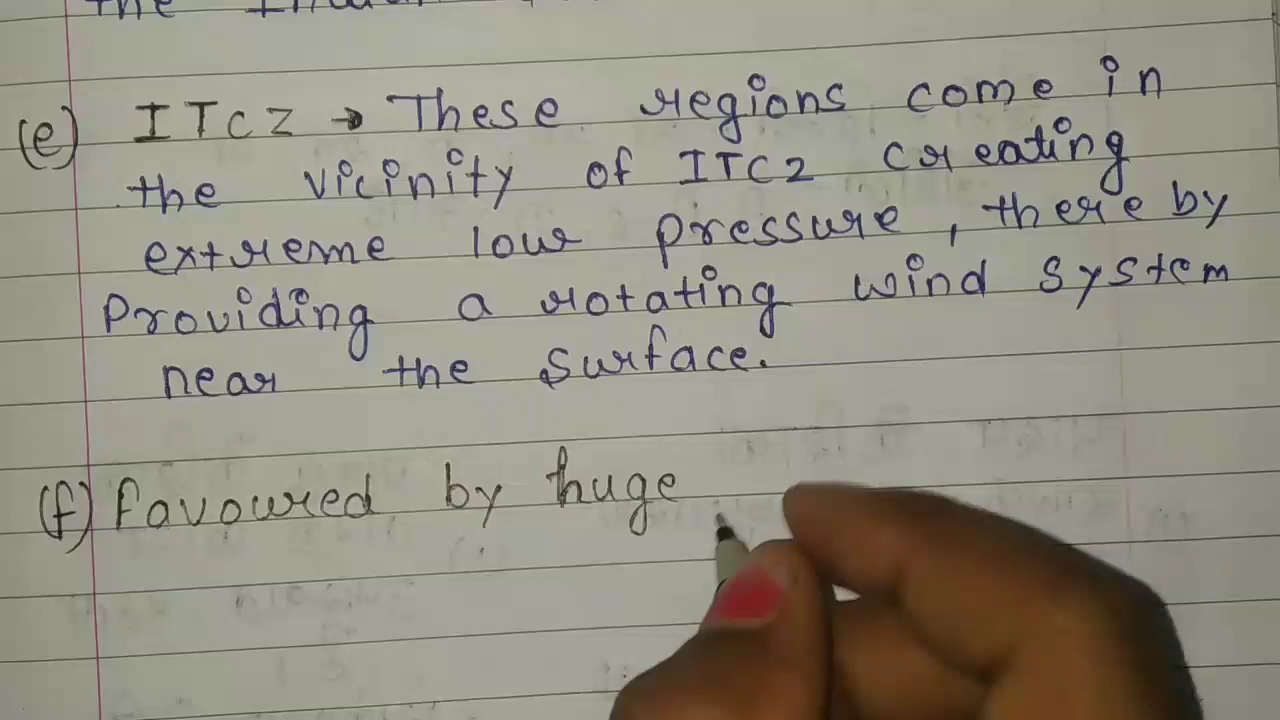 the
(e) ITCZ → These regions come in
the vicinity of ITCZ creating
extreme low pressure, there by
Providing a rotating wind system
near the surface.
(f) favoured by huge